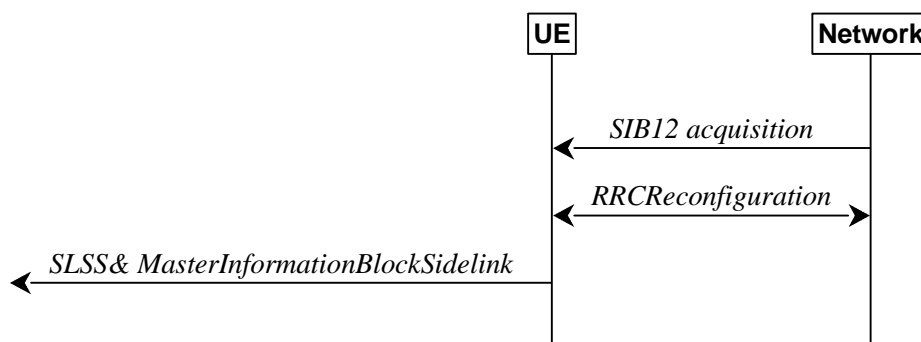 UE
Network
SIB12 acquisition
RRCReconfiguration
SLSS& MasterInformationBlockSidelink